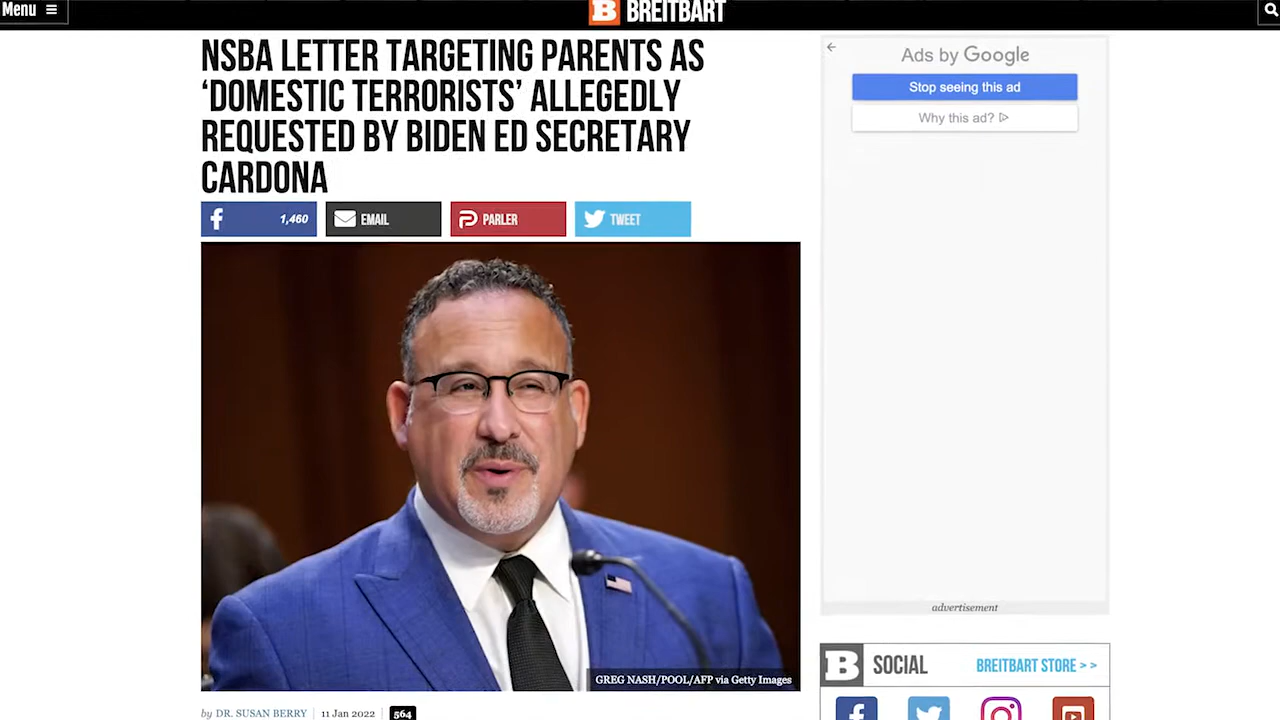 Menu
BREITBART
NSBA LETTER TARGETING PARENTS AS
‘DOMESTIC TERRORISTS’ ALLEGEDLY
REQUESTED BY BIDEN ED SECRETARY
CARDONA
1,460
EMAIL
PARLER
TWEET
Ads by Google
Stop seeing this ad
Why this ad?
advertisement
GREG NASH/POOL/AFP via Getty Images
by DR. SUSAN BERRY 11 Jan 2022 564
B SOCIAL
BREITBART STORE > >